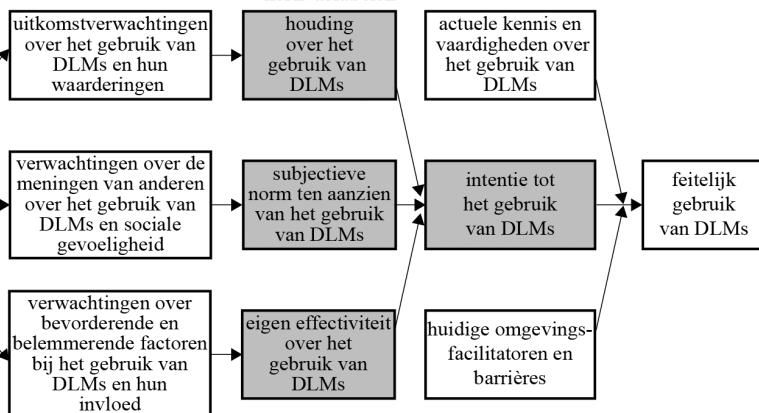 uitkomstverwachtingen
over het gebruik van
DLMs en hun
waarderingen
houding
over het
gebruik van
DLMs
actuele kennis en
vaardigheden over
het gebruik van
DLMs
verwachtingen over de
meningen van anderen
over het gebruik van
DLMs en sociale
gevoeligheid
subjectieve
norm ten aanzien
van het gebruik
van DLMs
intentie tot
het gebruik
van DLMs
feitelijk
gebruik
van DLMs
verwachtingen over
bevorderende en
belemmerende factoren
bij het gebruik van
DLMs en hun
invloed
eigen effectiviteit
over het
gebruik van
DLMs
huidige omgevings-
facilitatoren en
barrières